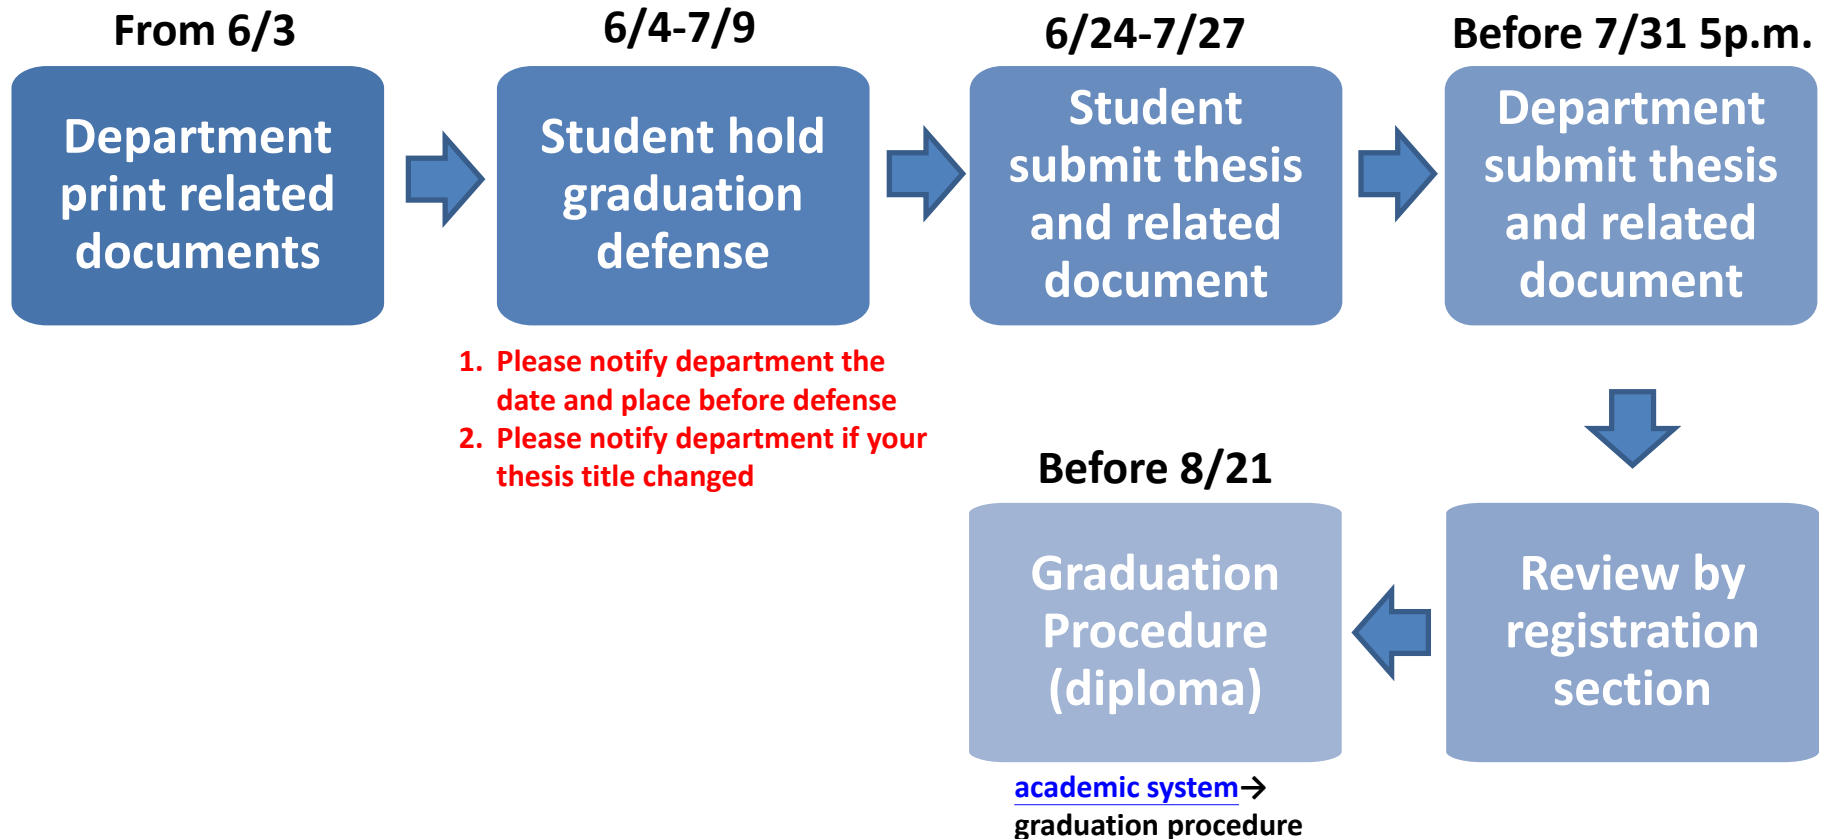 From 6/3
Department
print related
documents
6/4-7/9
Student hold
graduation
defense
1. Please notify department the
date and place before defense
2. Please notify department if your
thesis title changed
6/24-7/27
Student
submit thesis
and related
document
Before 7/31 5p.m.
Department
submit thesis
and related
document
Review by
registration
section
Before 8/21
Graduation
Procedure
(diploma)
academic system→
graduation procedure